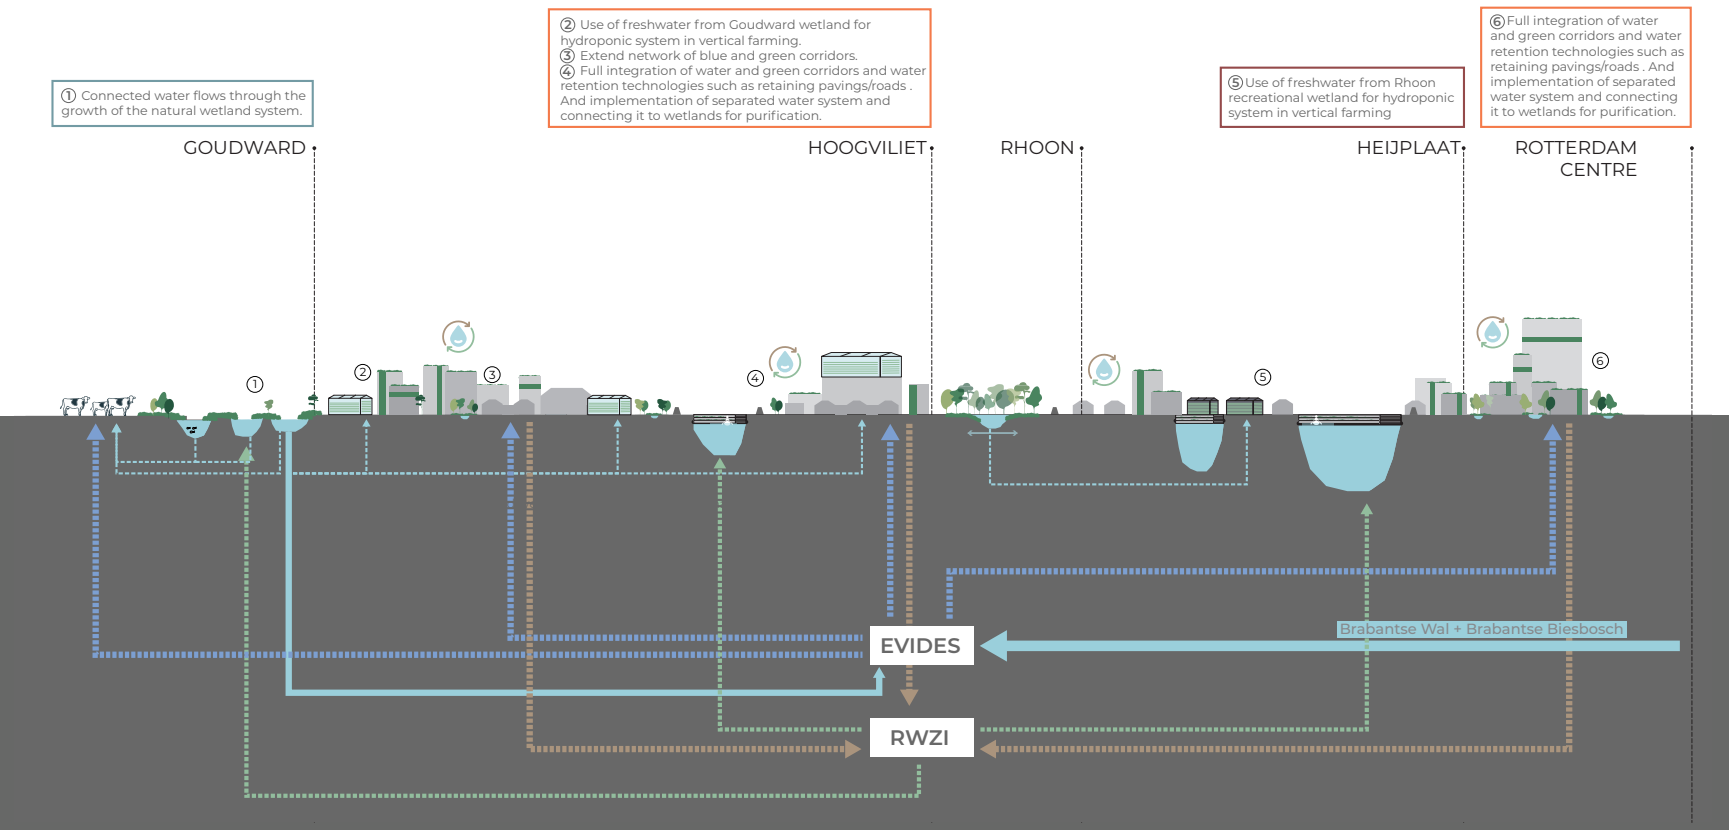 ① Connected water flows through the
growth of the natural wetland system.
② Use of freshwater from Goudward wetland for
hydroponic system in vertical farming.
③ Extend network of blue and green corridors.
④ Full integration of water and green corridors and water
retention technologies such as retaining pavings/roads .
And implementation of separated water system and
connecting it to wetlands for purification.
⑤ Use of freshwater from Rhoon
recreational wetland for hydroponic
system in vertical farming
⑥ Full integration of water
and green corridors and water
retention technologies such as
retaining pavings/roads . And
implementation of separated
water system and connecting
it to wetlands for purification.
GOUDWARD
HOOGVILIET
RHOON
HEIJPLAAT
ROTTERDAM
CENTRE
①
②
③
④
⑤
⑥
Brabantse Wal + Brabantse Biesbosch
EVIDES
RWZI